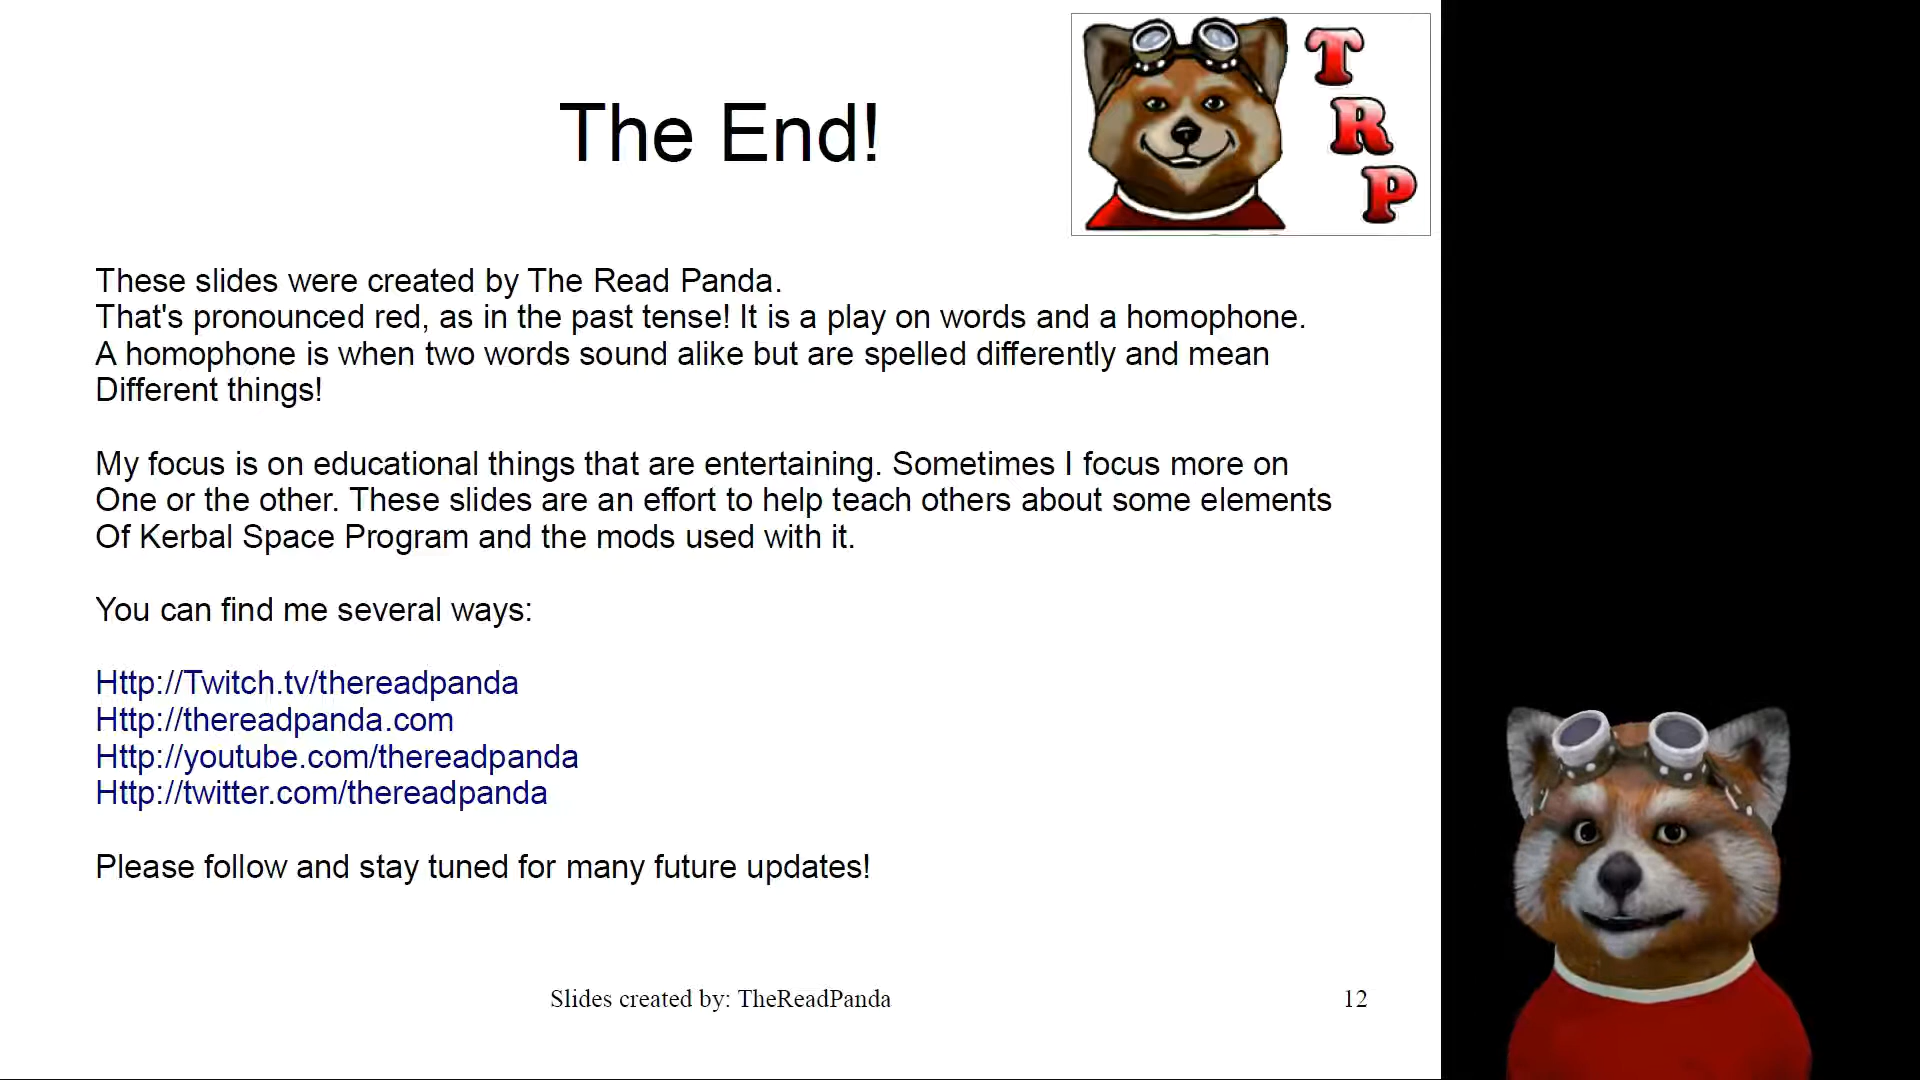 The End!
T
R
P
These slides were created by The Read Panda.
That's pronounced red, as in the past tense! It is a play on words and a homophone.
A homophone is when two words sound alike but are spelled differently and mean
Different things!
My focus is on educational things that are entertaining. Sometimes I focus more on
One or the other. These slides are an effort to help teach others about some elements
Of Kerbal Space Program and the mods used with it.
You can find me several ways:
Http://Twitch.tv/thereadpanda
Http://thereadpanda.com
Http://youtube.com/thereadpanda
Http://twitter.com/thereadpanda
Please follow and stay tuned for many future updates!
Slides created by: TheReadPanda
12